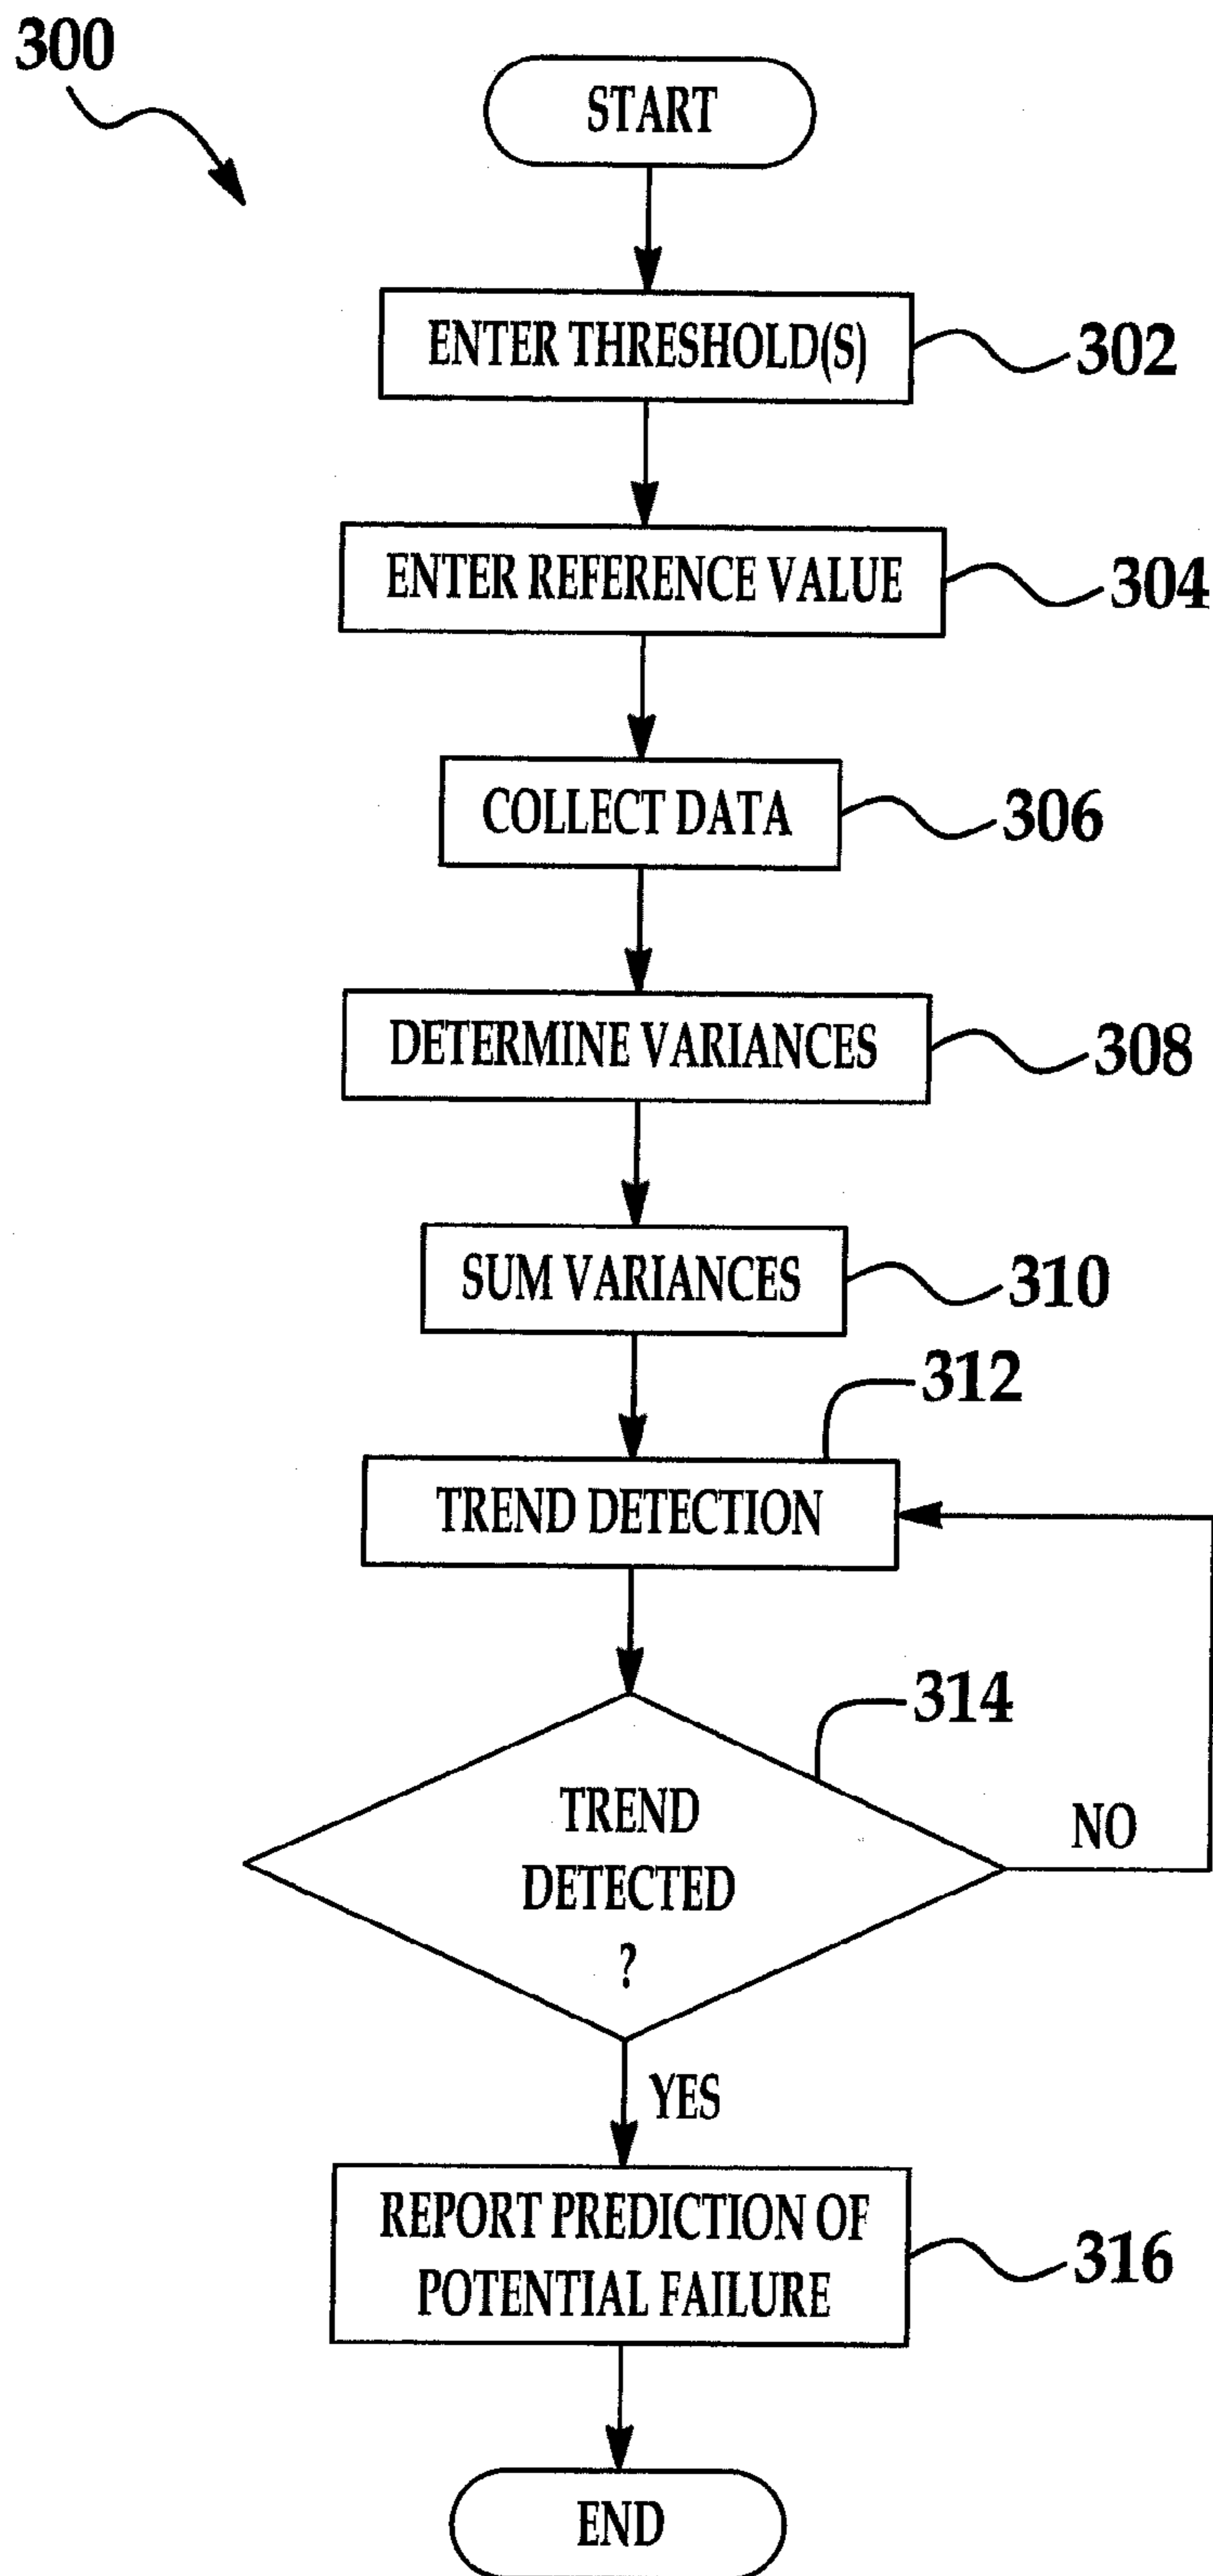 300
START
ENTER THRESHOLD(S)
302
ENTER REFERENCE VALUE
304
COLLECT DATA
306
DETERMINE VARIANCES
308
SUM VARIANCES
310
312
TREND DETECTION
314
TREND
DETECTED
?
NO
YES
REPORT PREDICTION OF
POTENTIAL FAILURE
316
END